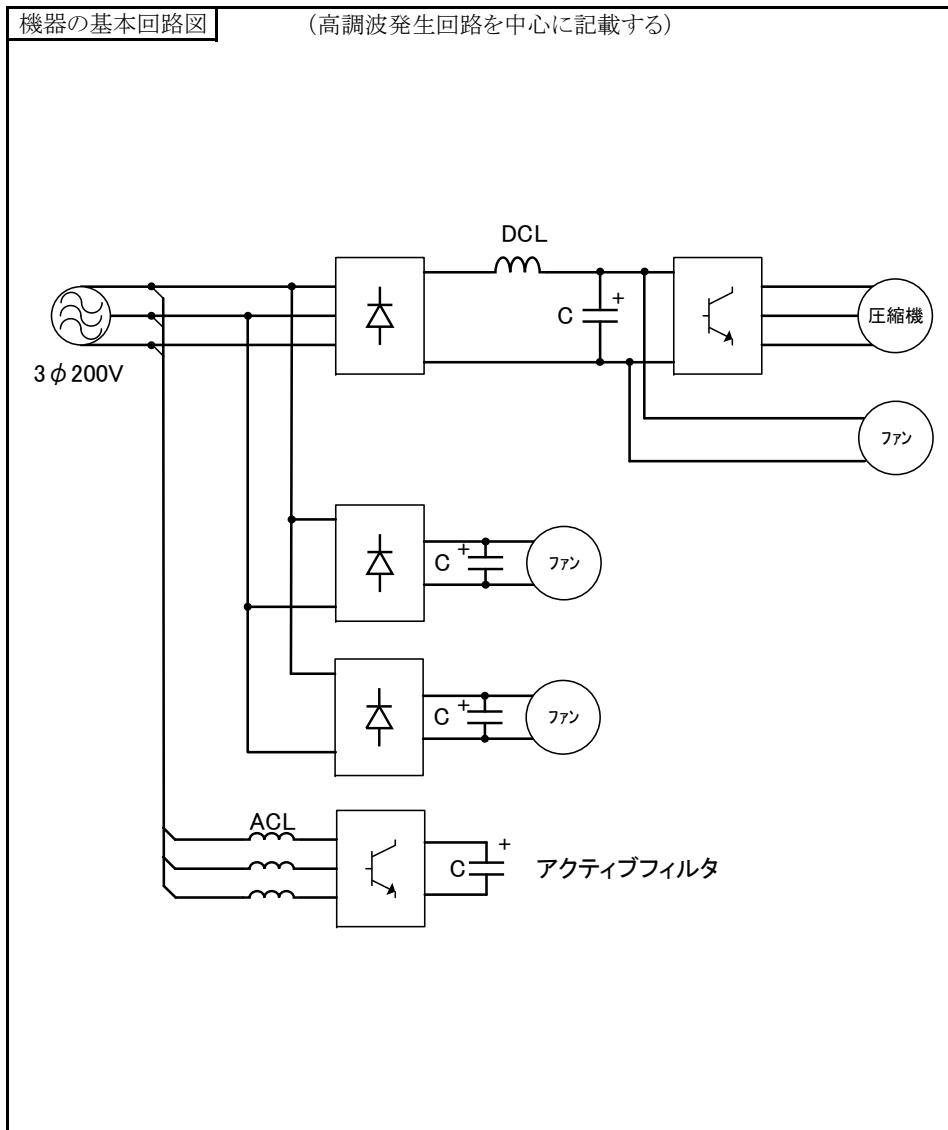 機器の基本回路図
(高調波発生回路を中心に記載する)
DCL
C
+
圧縮機
3φ200V
ファン
C
+
ファン
C
+
ファン
ACL
C
+
アクティブフィルタ